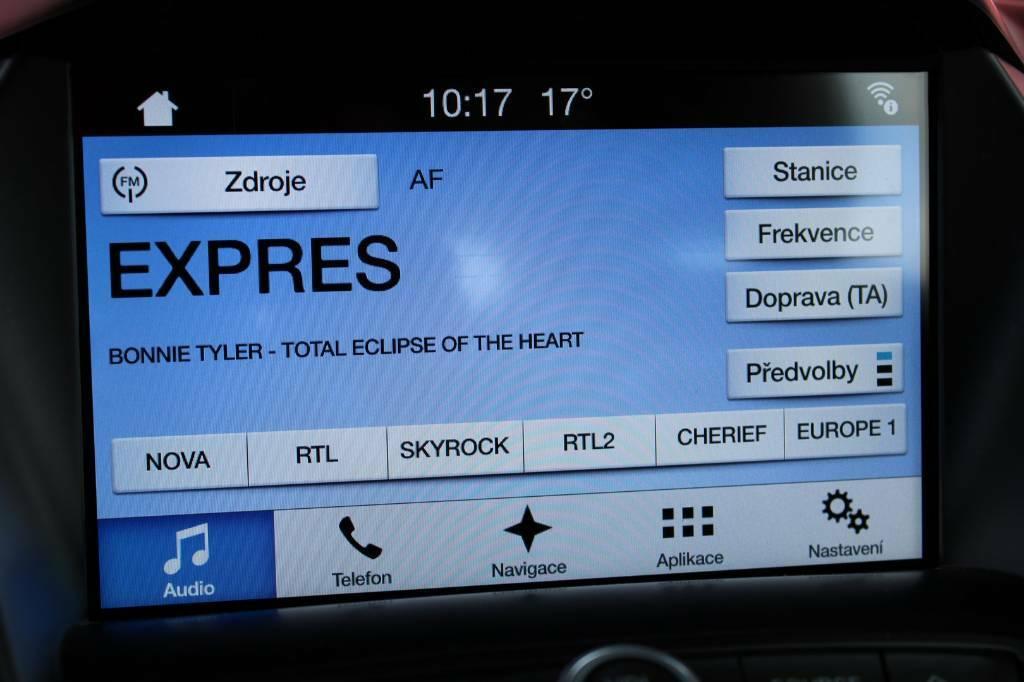 10:17 17°
FM Zdroje AF Stanice
EXPRES Frekvence
Doprava (TA)
BONNIE TYLER - TOTAL ECLIPSE OF THE HEART
Předvolby
NOVA RTL SKYROCK RTL2 CHERIEF EUROPE 1
Audio Telefon Navigace Aplikace Nastavení